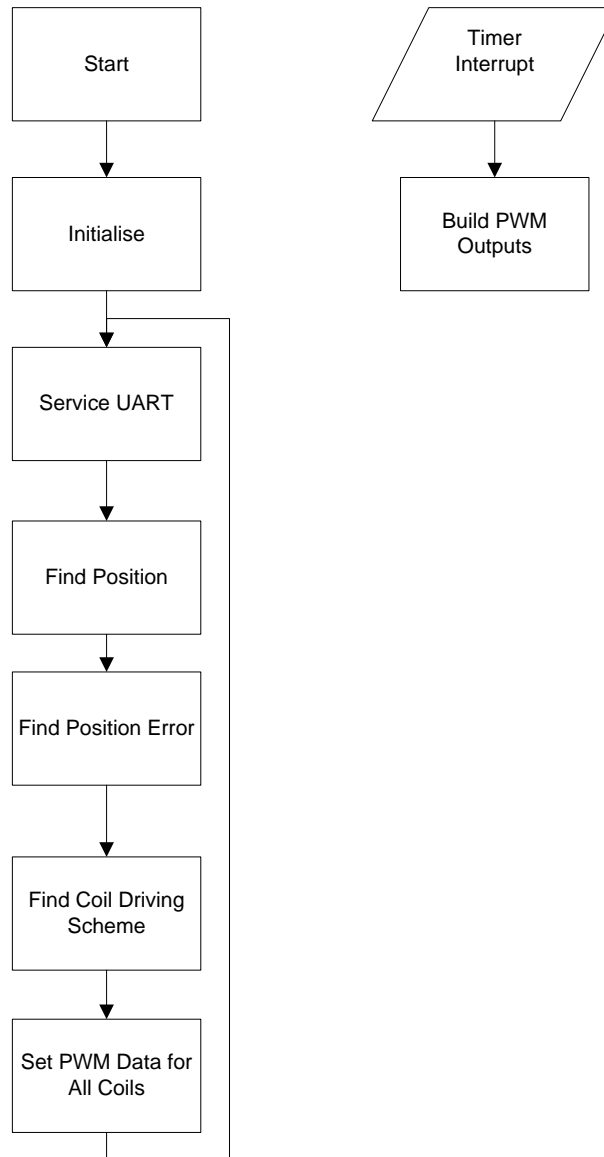 Start
Initialise
Service UART
Find Position
Find Position Error
Find Coil Driving
Scheme
Set PWM Data for
All Coils
Timer
Interrupt
Build PWM
Outputs